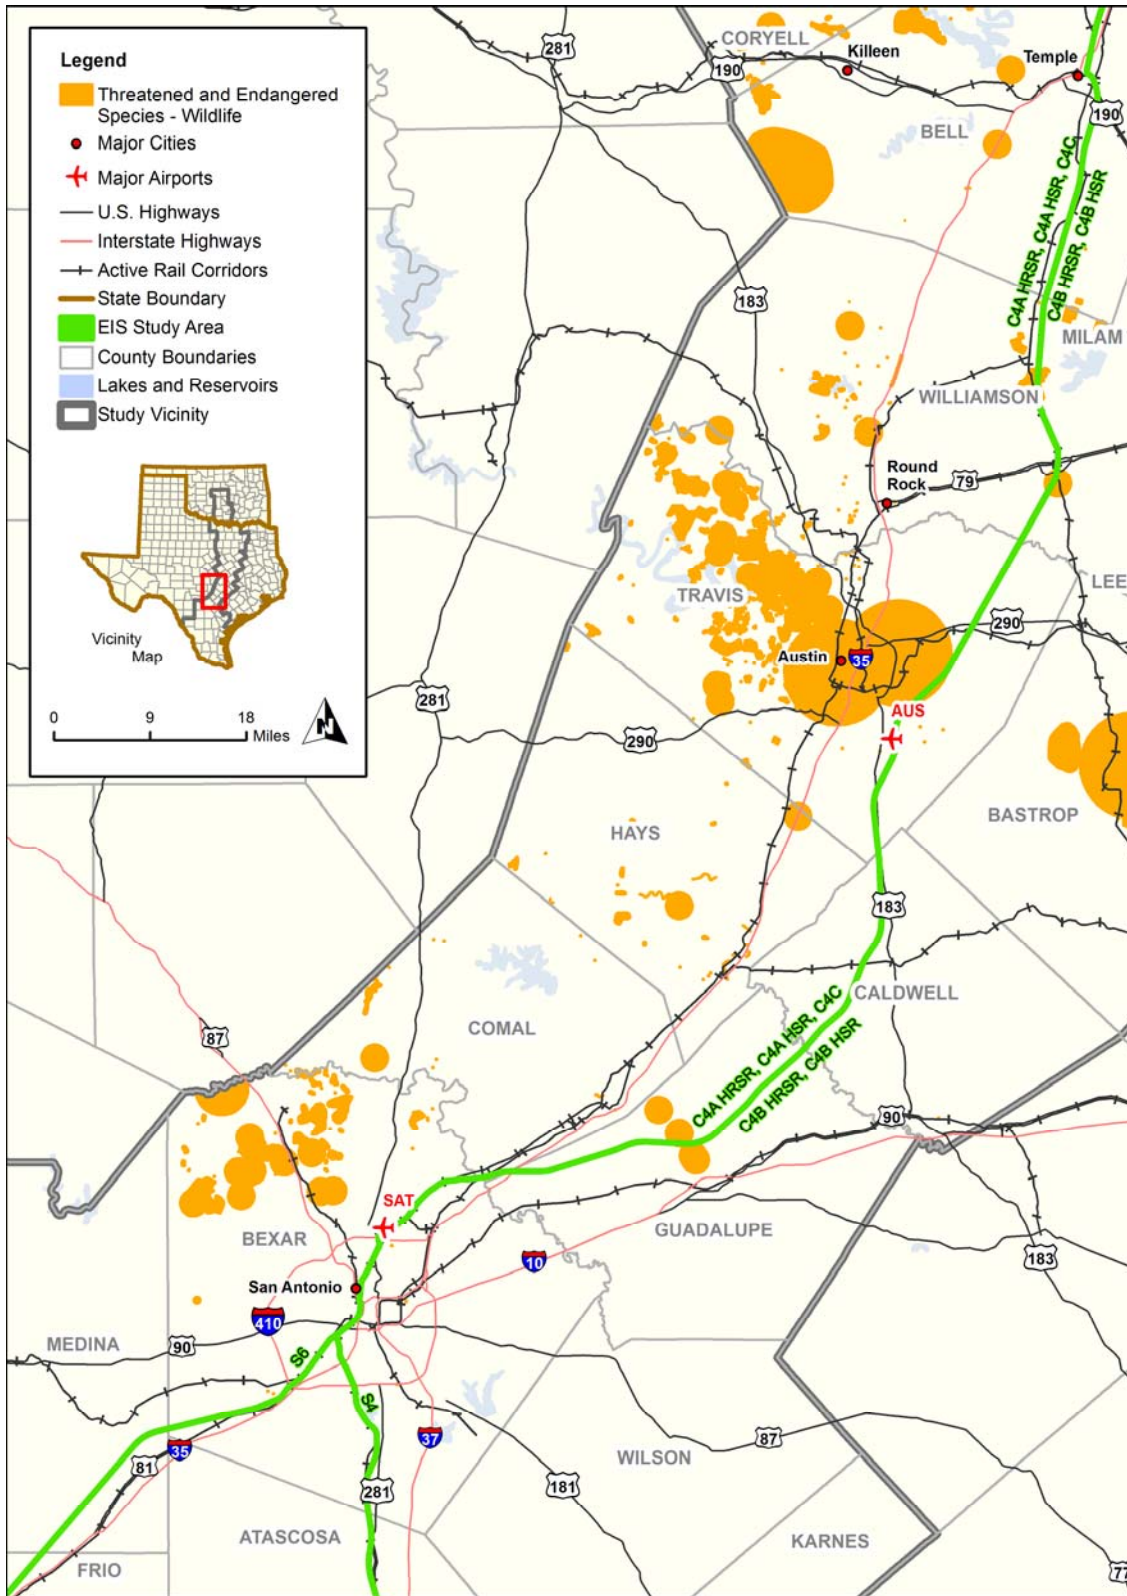 Legend
Threatened and Endangered
Species - Wildlife
Major Cities
Major Airports
U.S. Highways
Interstate Highways
Active Rail Corridors
State Boundary
EIS Study Area
County Boundaries
Lakes and Reservoirs
Study Vicinity
Vicinity
Map
0 9 18
Miles
N
281
CORYELL
190
Killeen
Temple
190
BELL
C4A HRSR, C4A HSR, C4C
C4B HRSR, C4B HSR
183
MILAM
WILLIAMSON
Round
Rock
79
LEE
TRAVIS
290
Austin
35
281
AUS
290
BASTROP
HAYS
183
CALDWELL
COMAL
C4A HRSR, C4A HSR, C4C
C4B HRSR, C4B HSR
87
90
SAT
BEXAR
GUADALUPE
10
183
San Antonio
410
MEDINA
90
S6
S4
35
37
87
81
WILSON
281
181
ATASCOSA
KARNES
FRIO
77